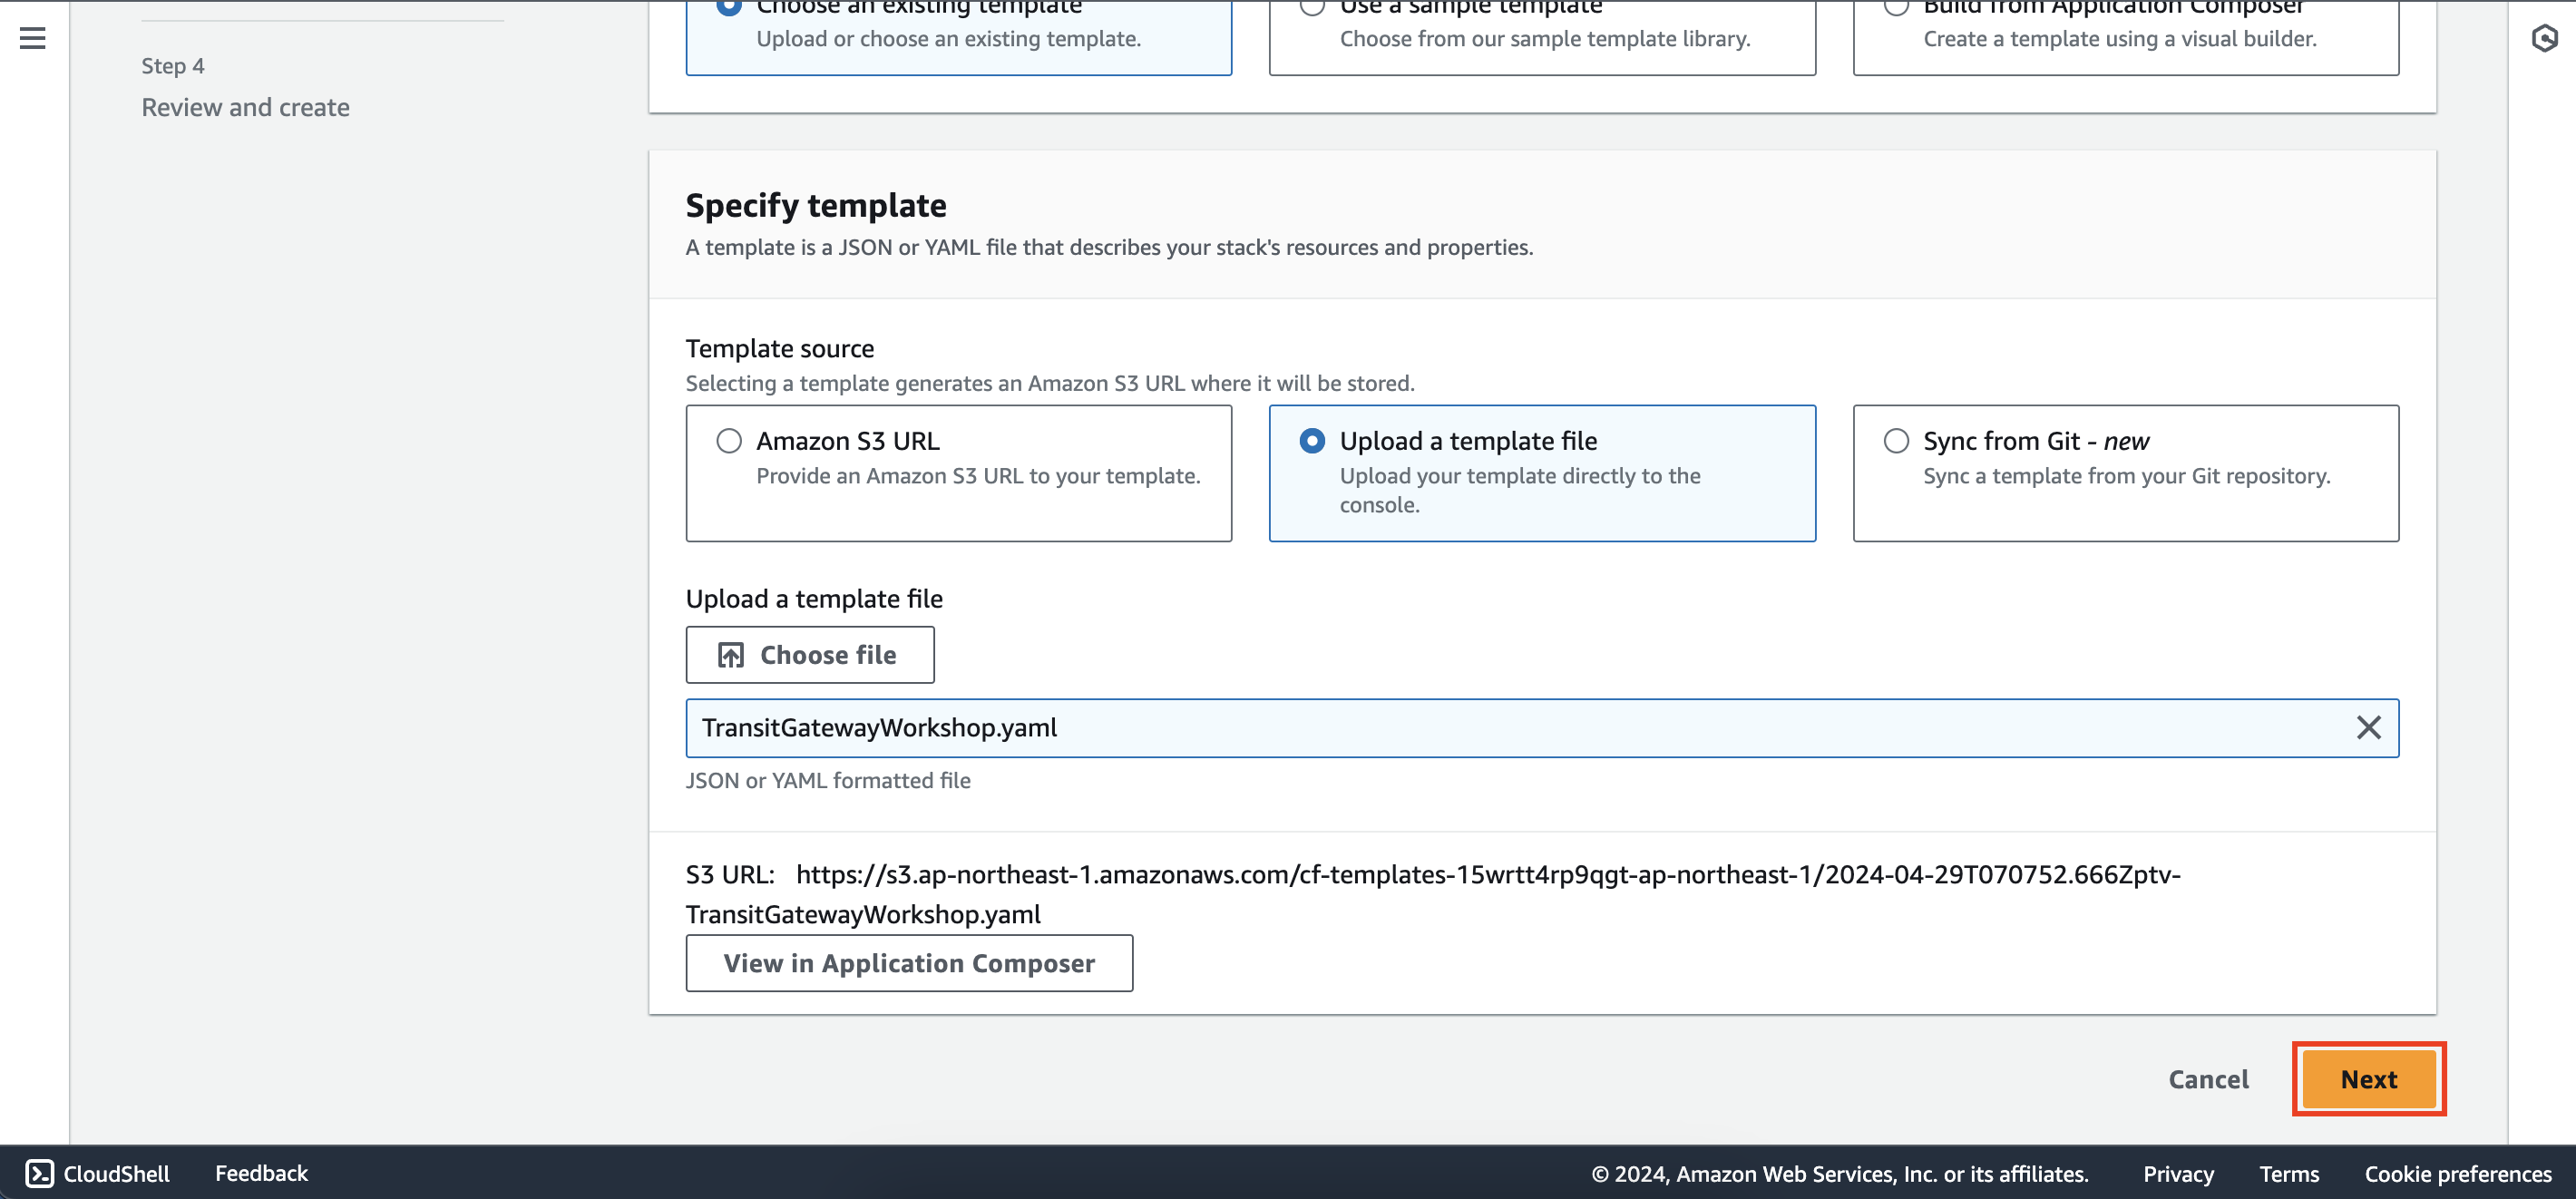 Choose an existing template
Upload or choose an existing template.
Use a sample template
Choose from our sample template library.
Build from Application Composer
Create a template using a visual builder.
Step 4
Review and create
Specify template
A template is a JSON or YAML file that describes your stack's resources and properties.
Template source
Selecting a template generates an Amazon S3 URL where it will be stored.
Amazon S3 URL
Provide an Amazon S3 URL to your template.
Upload a template file
Upload your template directly to the
console.
Sync from Git - new
Sync a template from your Git repository.
Upload a template file
Choose file
TransitGatewayWorkshop.yaml
JSON or YAML formatted file
S3 URL: https://s3.ap-northeast-1.amazonaws.com/cf-templates-15wrtt4rp9qgt-ap-northeast-1/2024-04-29T070752.666Zptv-
TransitGatewayWorkshop.yaml
View in Application Composer
Cancel
Next
CloudShell
Feedback
© 2024, Amazon Web Services, Inc. or its affiliates.
Privacy
Terms
Cookie preferences